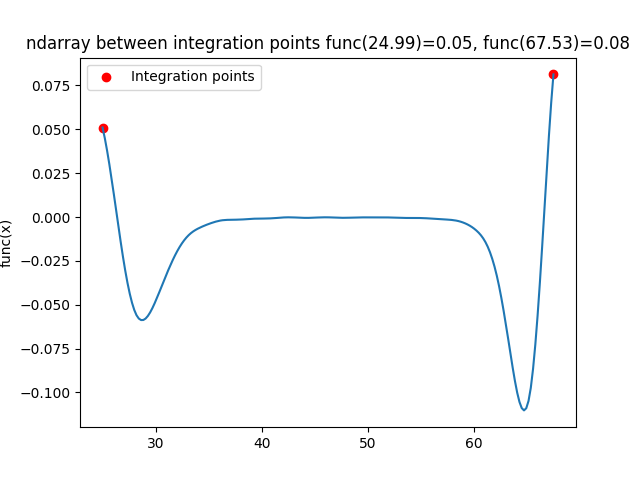 ndarray between integration points func(24.99)=0.05, func(67.53)=0.08
Integration points
0.075
0.050
0.025
0.000
−0.025
−0.050
−0.075
−0.100
func(x)
30 40 50 60